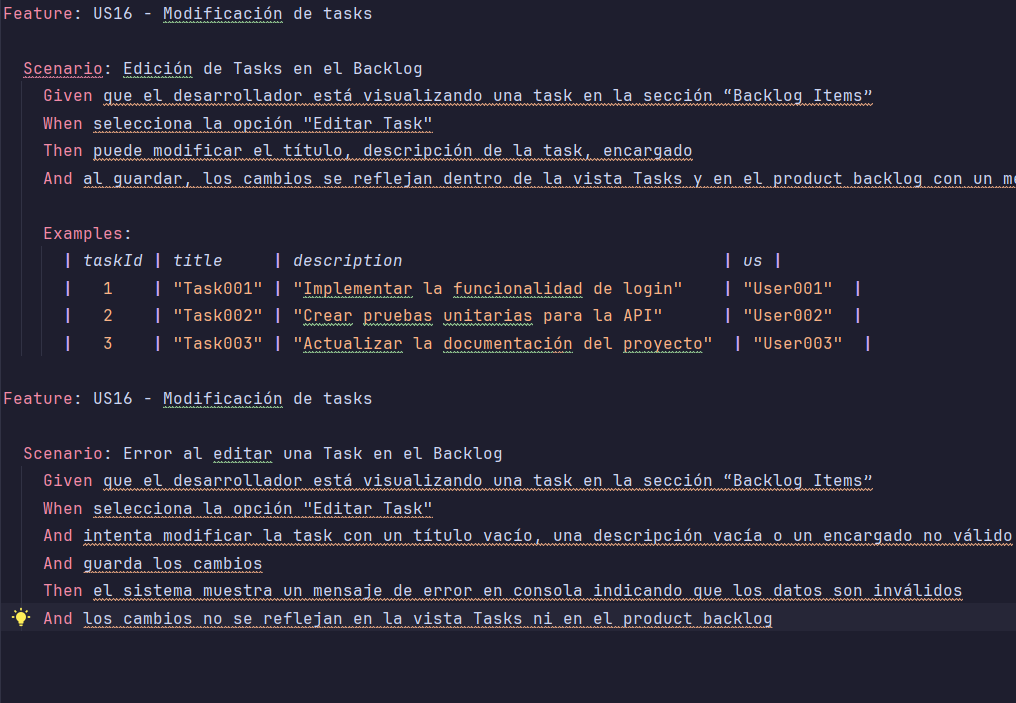 Feature: US16 - Modificación de tasks
Scenario: Edición de Tasks en el Backlog
Given que el desarrollador está visualizando una task en la sección “Backlog Items”
When selecciona la opción "Editar Task"
Then puede modificar el título, descripción de la task, encargado
And al guardar, los cambios se reflejan dentro de la vista Tasks y en el product backlog con un
Examples:
| taskId | title | description | us |
| 1 | "Task001" | "Implementar la funcionalidad de login" | "User001" |
| 2 | "Task002" | "Crear pruebas unitarias para la API" | "User002" |
| 3 | "Task003" | "Actualizar la documentación del proyecto" | "User003" |
Feature: US16 - Modificación de tasks
Scenario: Error al editar una Task en el Backlog
Given que el desarrollador está visualizando una task en la sección “Backlog Items”
When selecciona la opción "Editar Task"
And intenta modificar la task con un título vacío, una descripción vacía o un encargado no válido
And guarda los cambios
Then el sistema muestra un mensaje de error en consola indicando que los datos son inválidos
And los cambios no se reflejan en la vista Tasks ni en el product backlog